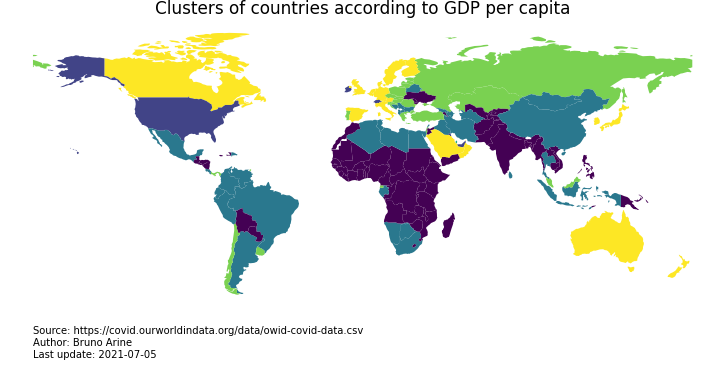 Clusters of countries according to GDP per capita
Source: https://covid.ourworldindata.org/data/owid-covid-data.csv
Author: Bruno Arine
Last update: 2021-07-05